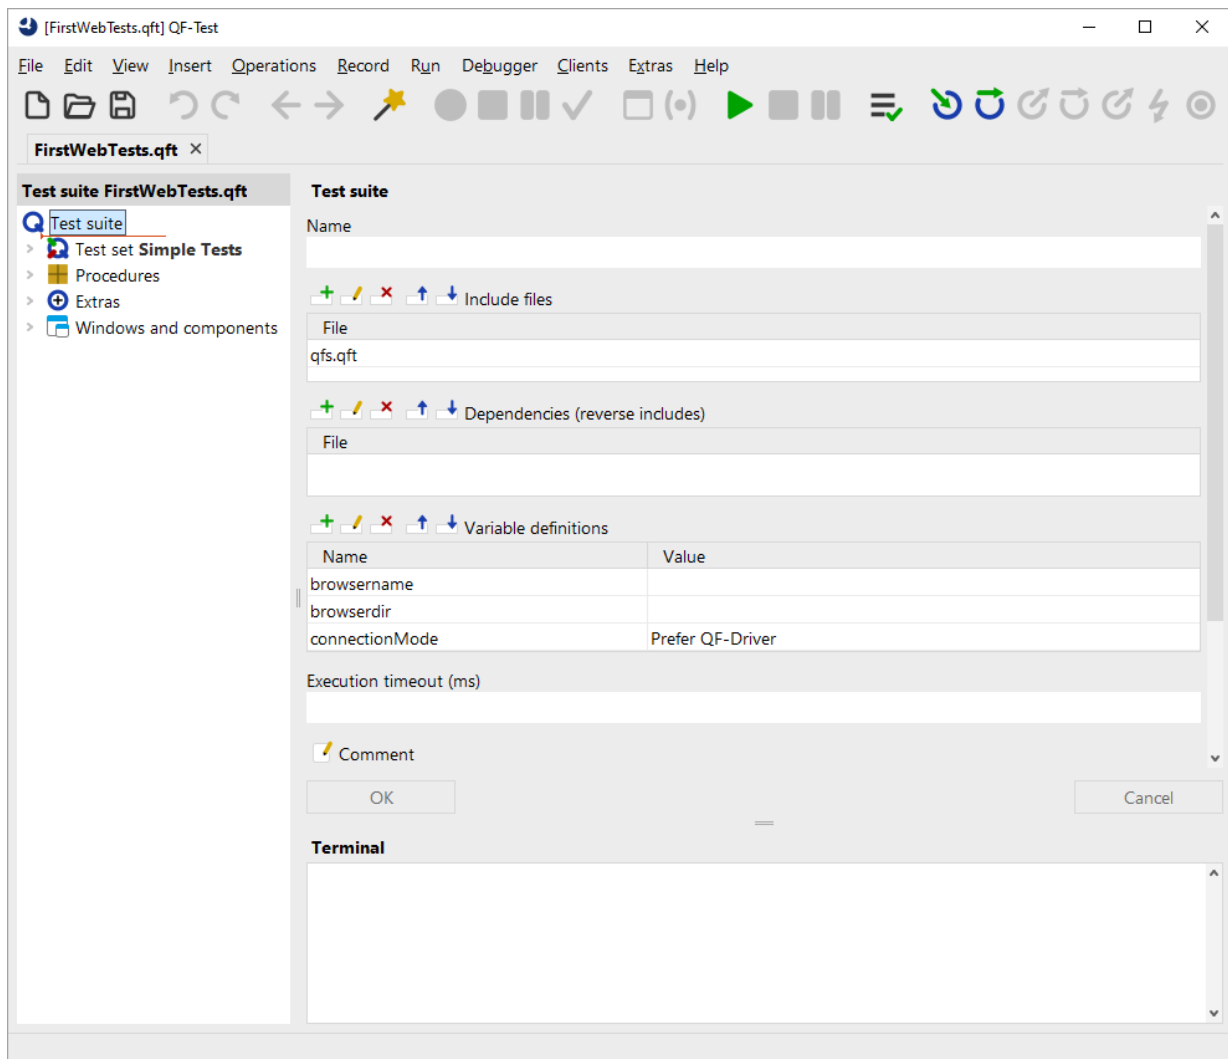 [FirstWebTests.qft] QF-Test
File Edit View Insert Operations Record Run Debugger Clients Extras Help
FirstWebTests.qft
Test suite FirstWebTests.qft
Test suite
Test set Simple Tests
Procedures
Extras
Windows and components
Test suite
Name
Include files
File
qfs.qft
Dependencies (reverse includes)
File
Variable definitions
Name Value
browsername
browserdir
connectionMode Prefer QF-Driver
Execution timeout (ms)
Comment
OK Cancel
Terminal